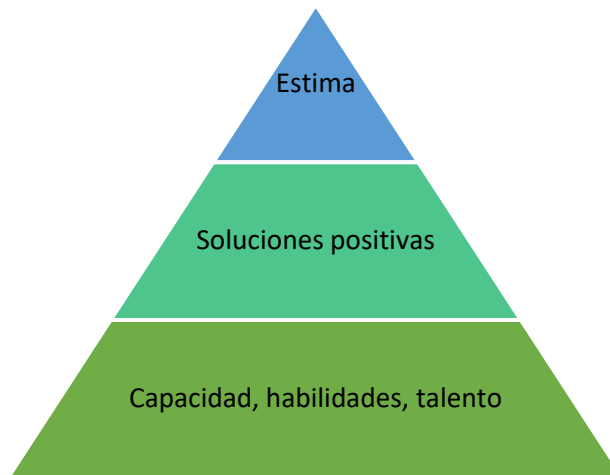 Estima
Soluciones positivas
Capacidad, habilidades, talento